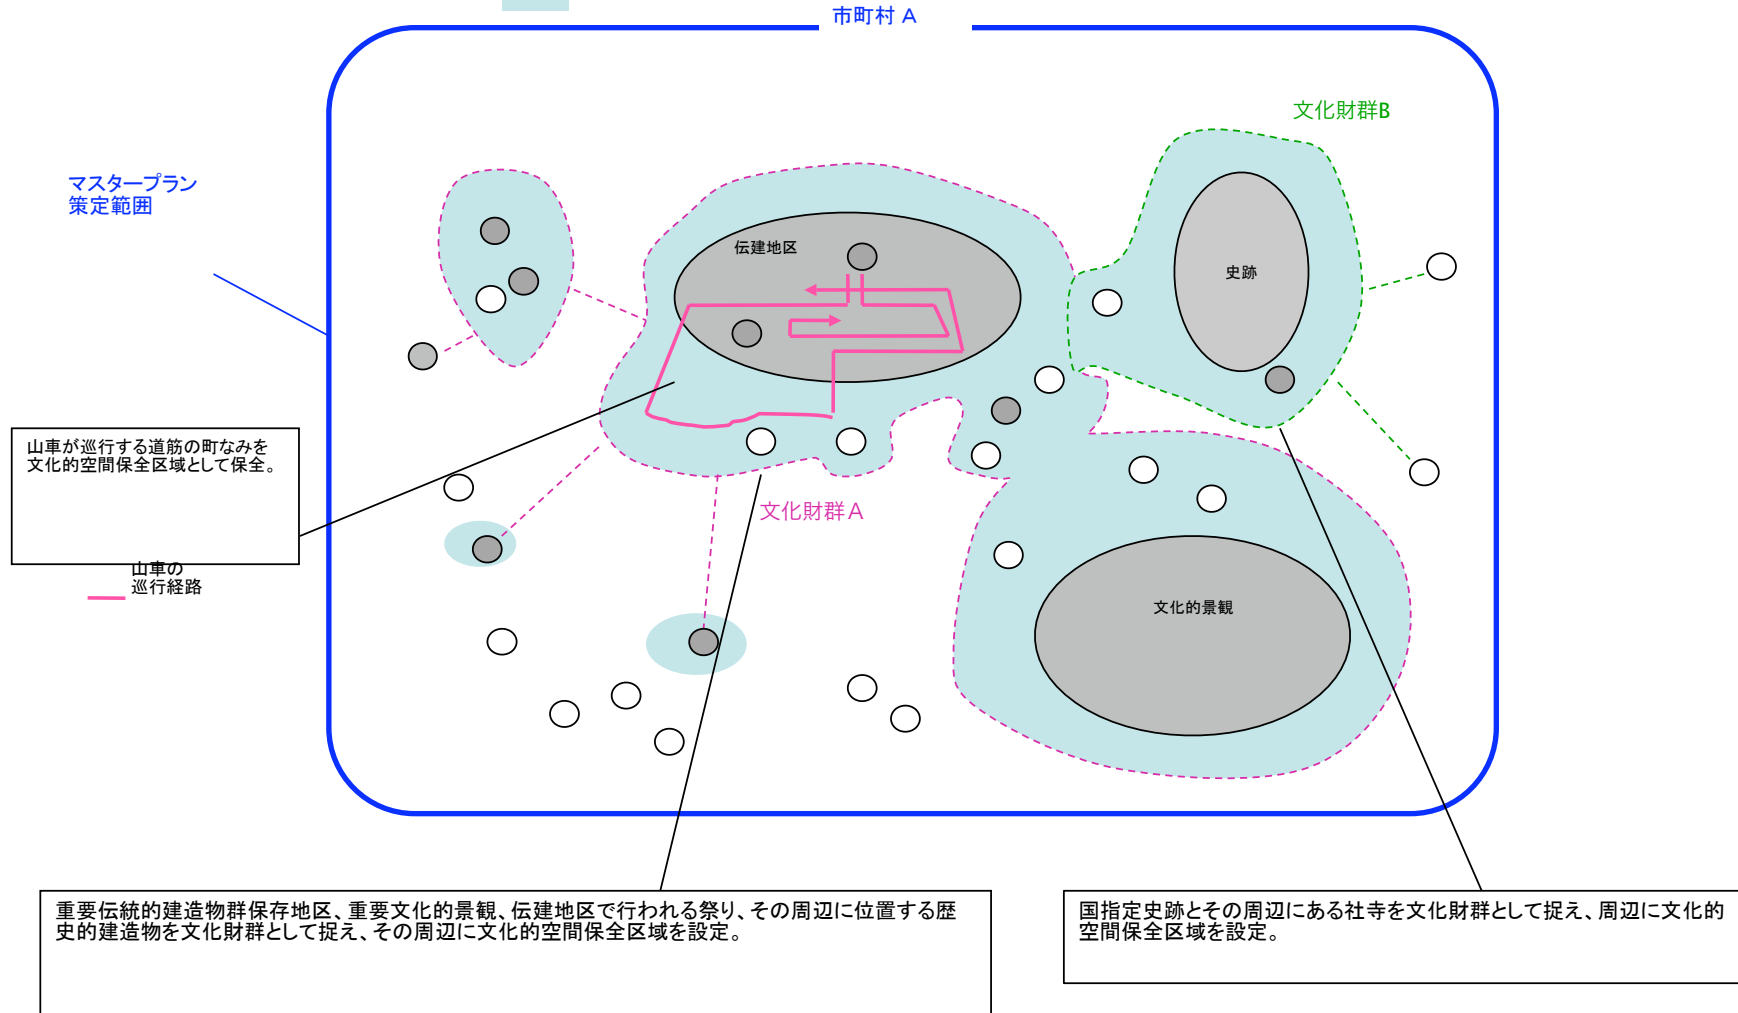 市町村 A
文化財群B
マスタープラン
策定範囲
伝建地区
史跡
山車が巡行する道筋の町なみを
文化的空間保全区域として保全。
文化財群 A
山車の
巡行経路
文化的景観
重要伝統的建造物群保存地区、重要文化的景観、伝建地区で行われる祭り、その周辺に位置する歴
史的建造物を文化財群として捉え、その周辺に文化的空間保全区域を設定。
国指定史跡とその周辺にある社寺を文化財群として捉え、周辺に文化的
空間保全区域を設定。